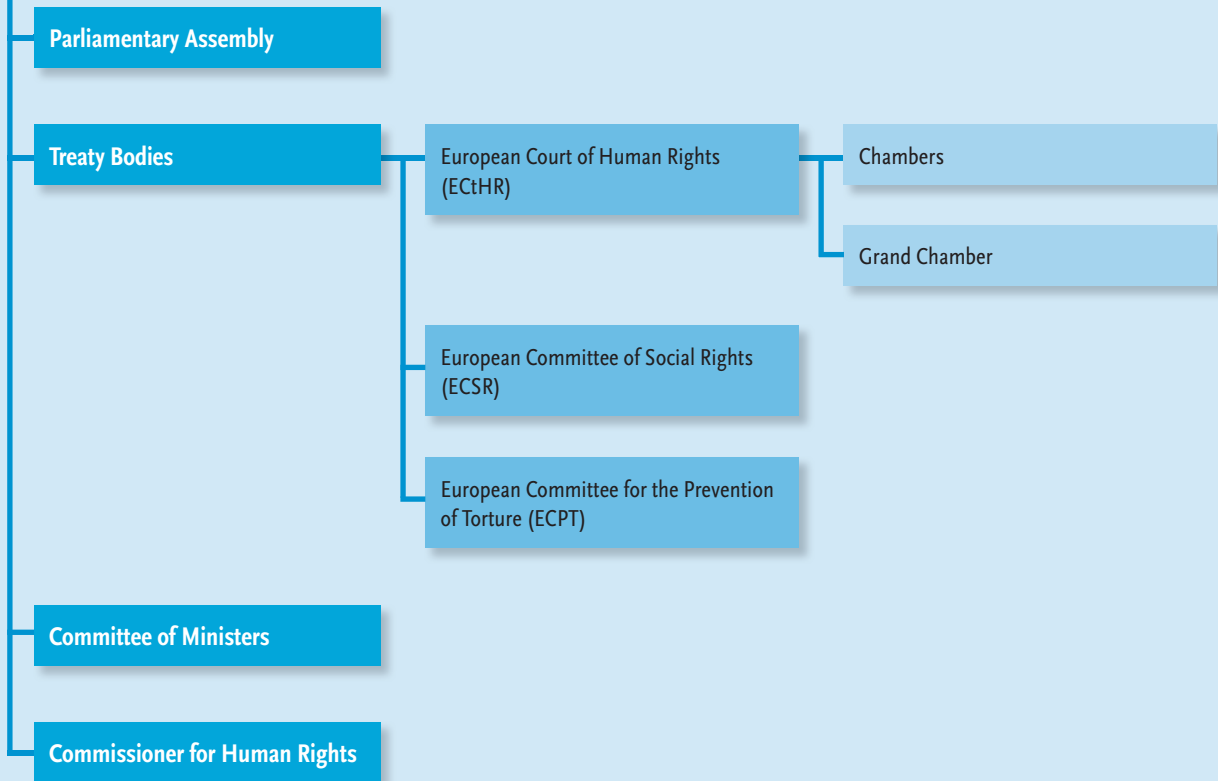 Parliamentary Assembly
Treaty Bodies
European Court of Human Rights
(ECtHR)
Chambers
Grand Chamber
European Committee of Social Rights
(ECSR)
European Committee for the Prevention
of Torture (ECPT)
Committee of Ministers
Commissioner for Human Rights